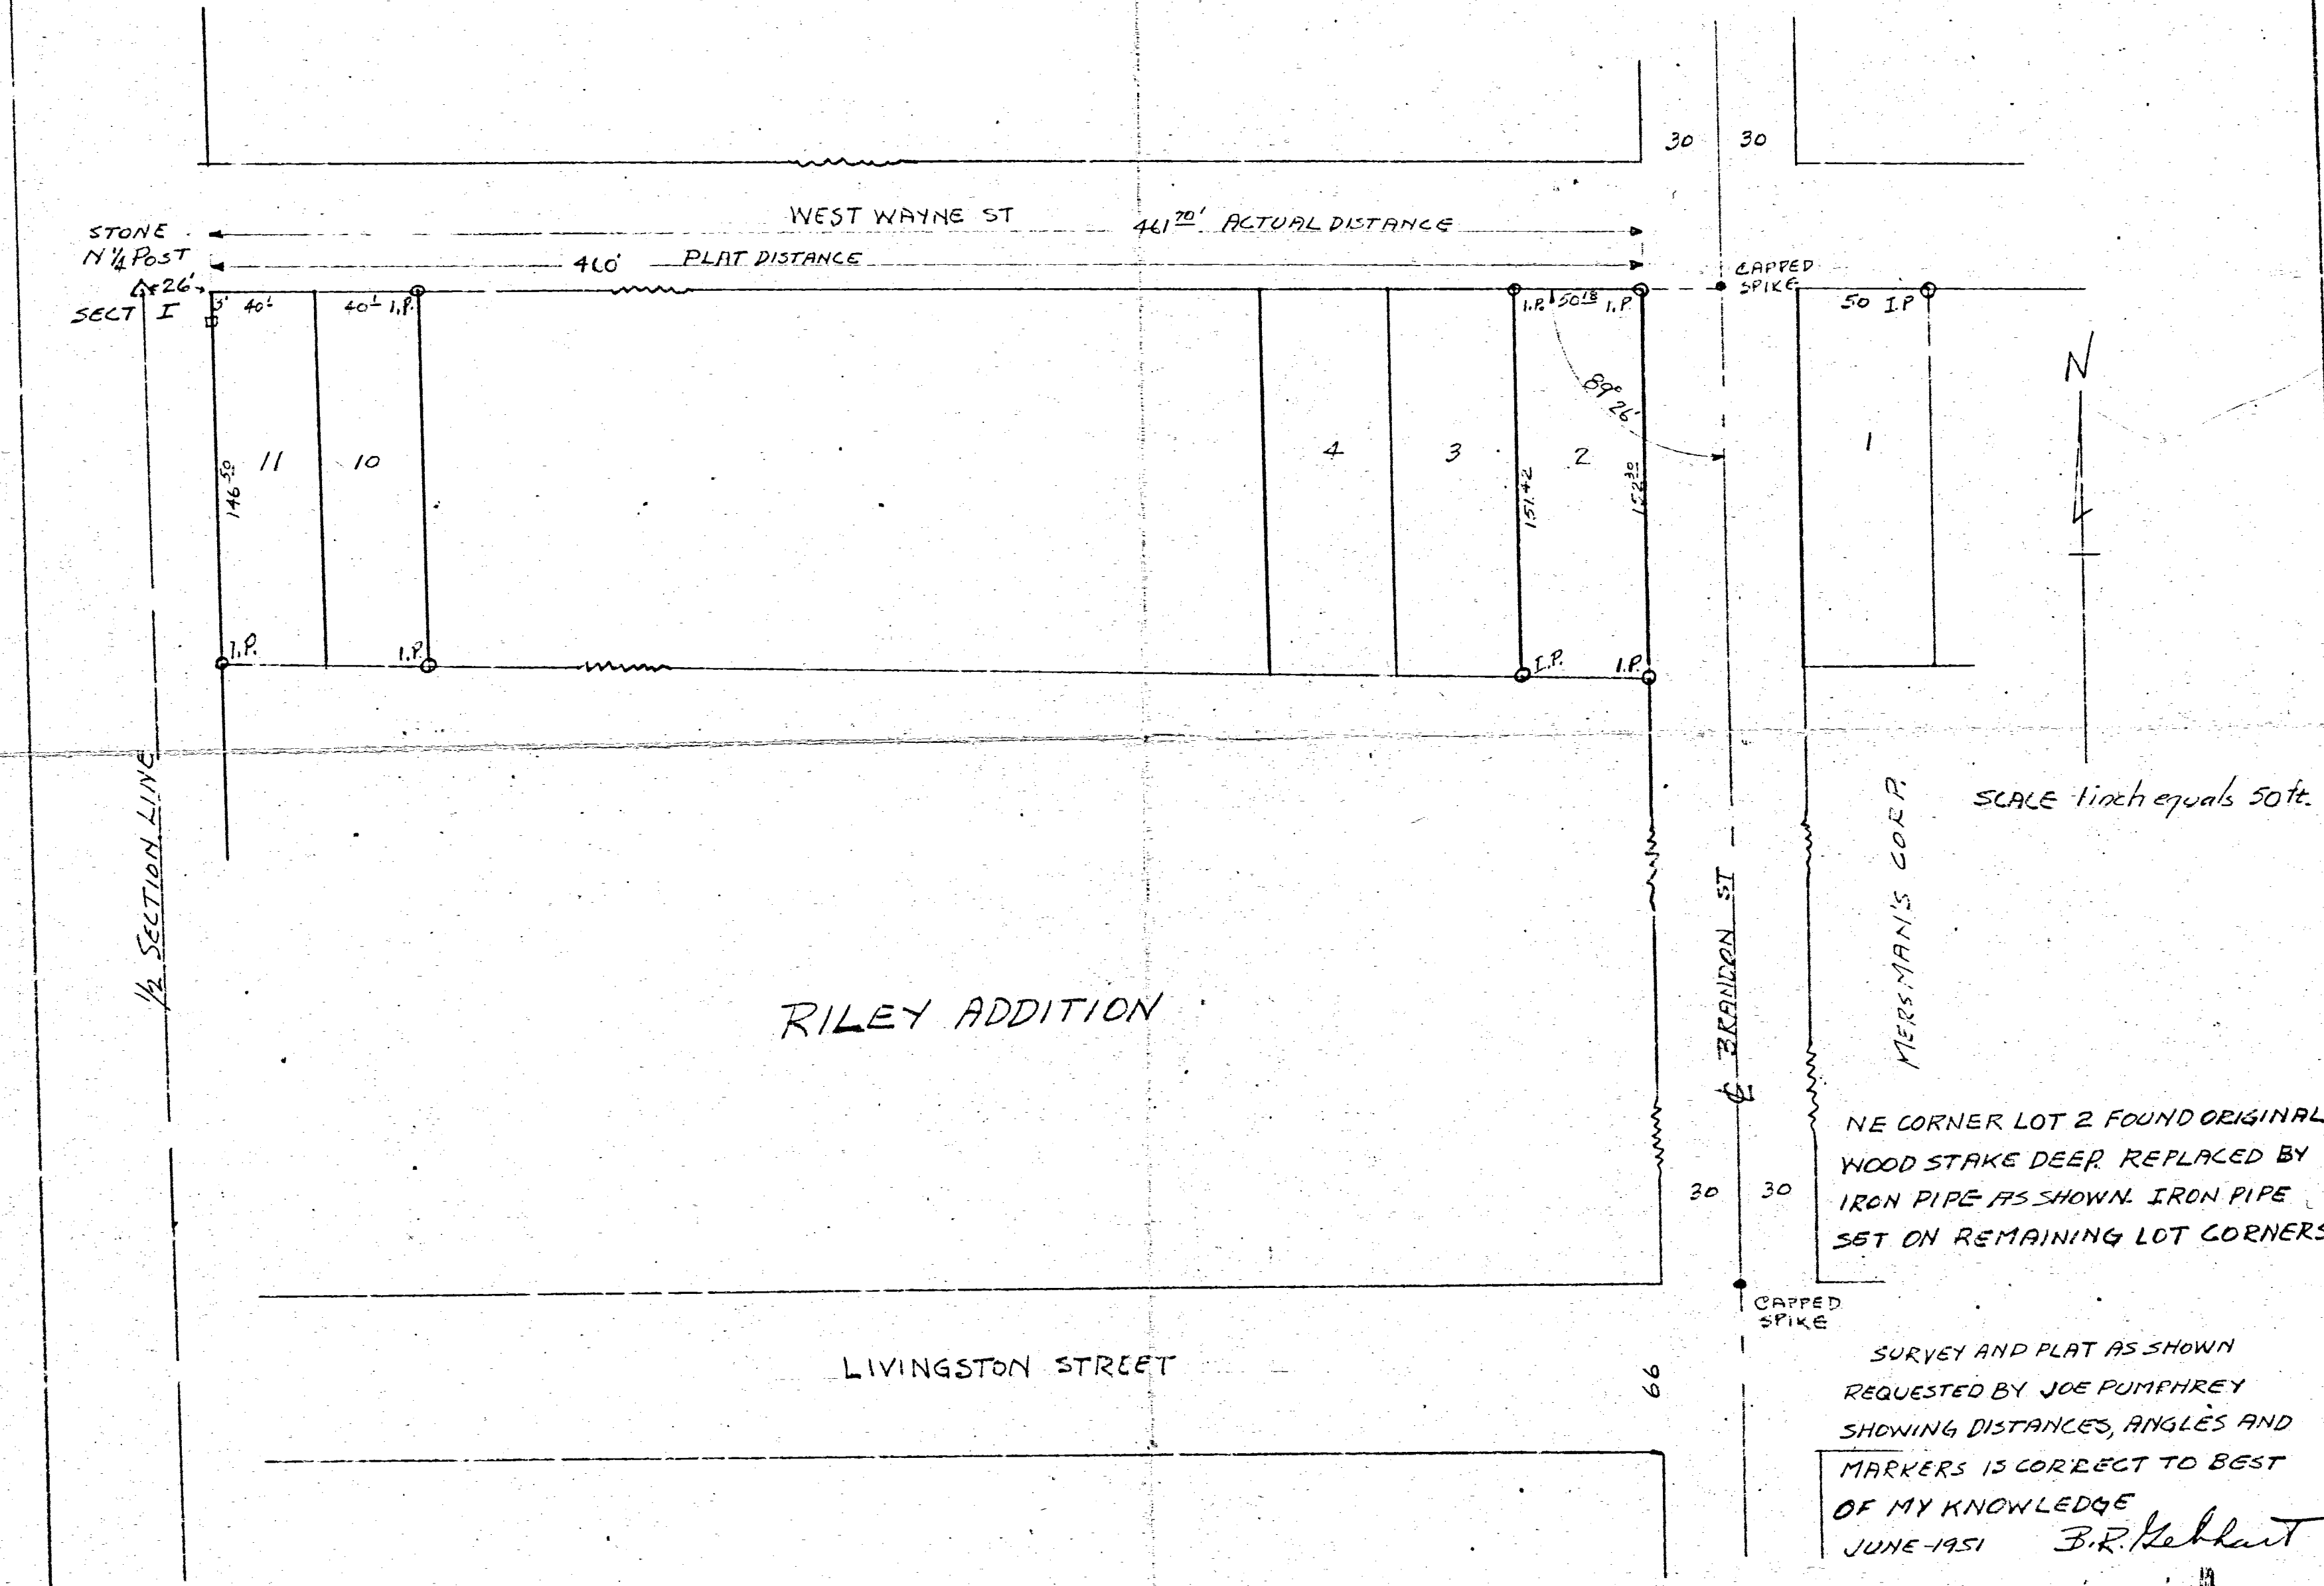 30 30
WEST WAYNE ST
461.70' ACTUAL DISTANCE
460' PLAT DISTANCE
STONE
N 1/4 POST
26'
SECT I
3' 40' 40' I.P.
I.P. 50.18 I.P.
CAPPED
SPIKE
50 I.P
N
89° 26'
11 10 4 3 2 1
146.50
151.42
152.30
I.P. I.P. I.P. I.P.
SCALE 1 inch equals 50 ft.
1/2 SECTION LINE
RILEY ADDITION
℄ BRANDON ST
MERSMAN'S CORP.
NE CORNER LOT 2 FOUND ORIGINAL
WOOD STAKE DEEP. REPLACED BY
IRON PIPE AS SHOWN. IRON PIPE
SET ON REMAINING LOT CORNERS
30 30
CAPPED
SPIKE
LIVINGSTON STREET
66
SURVEY AND PLAT AS SHOWN
REQUESTED BY JOE PUMPHREY
SHOWING DISTANCES, ANGLES AND
MARKERS IS CORRECT TO BEST
OF MY KNOWLEDGE
JUNE-1951 B.R. Gebhart